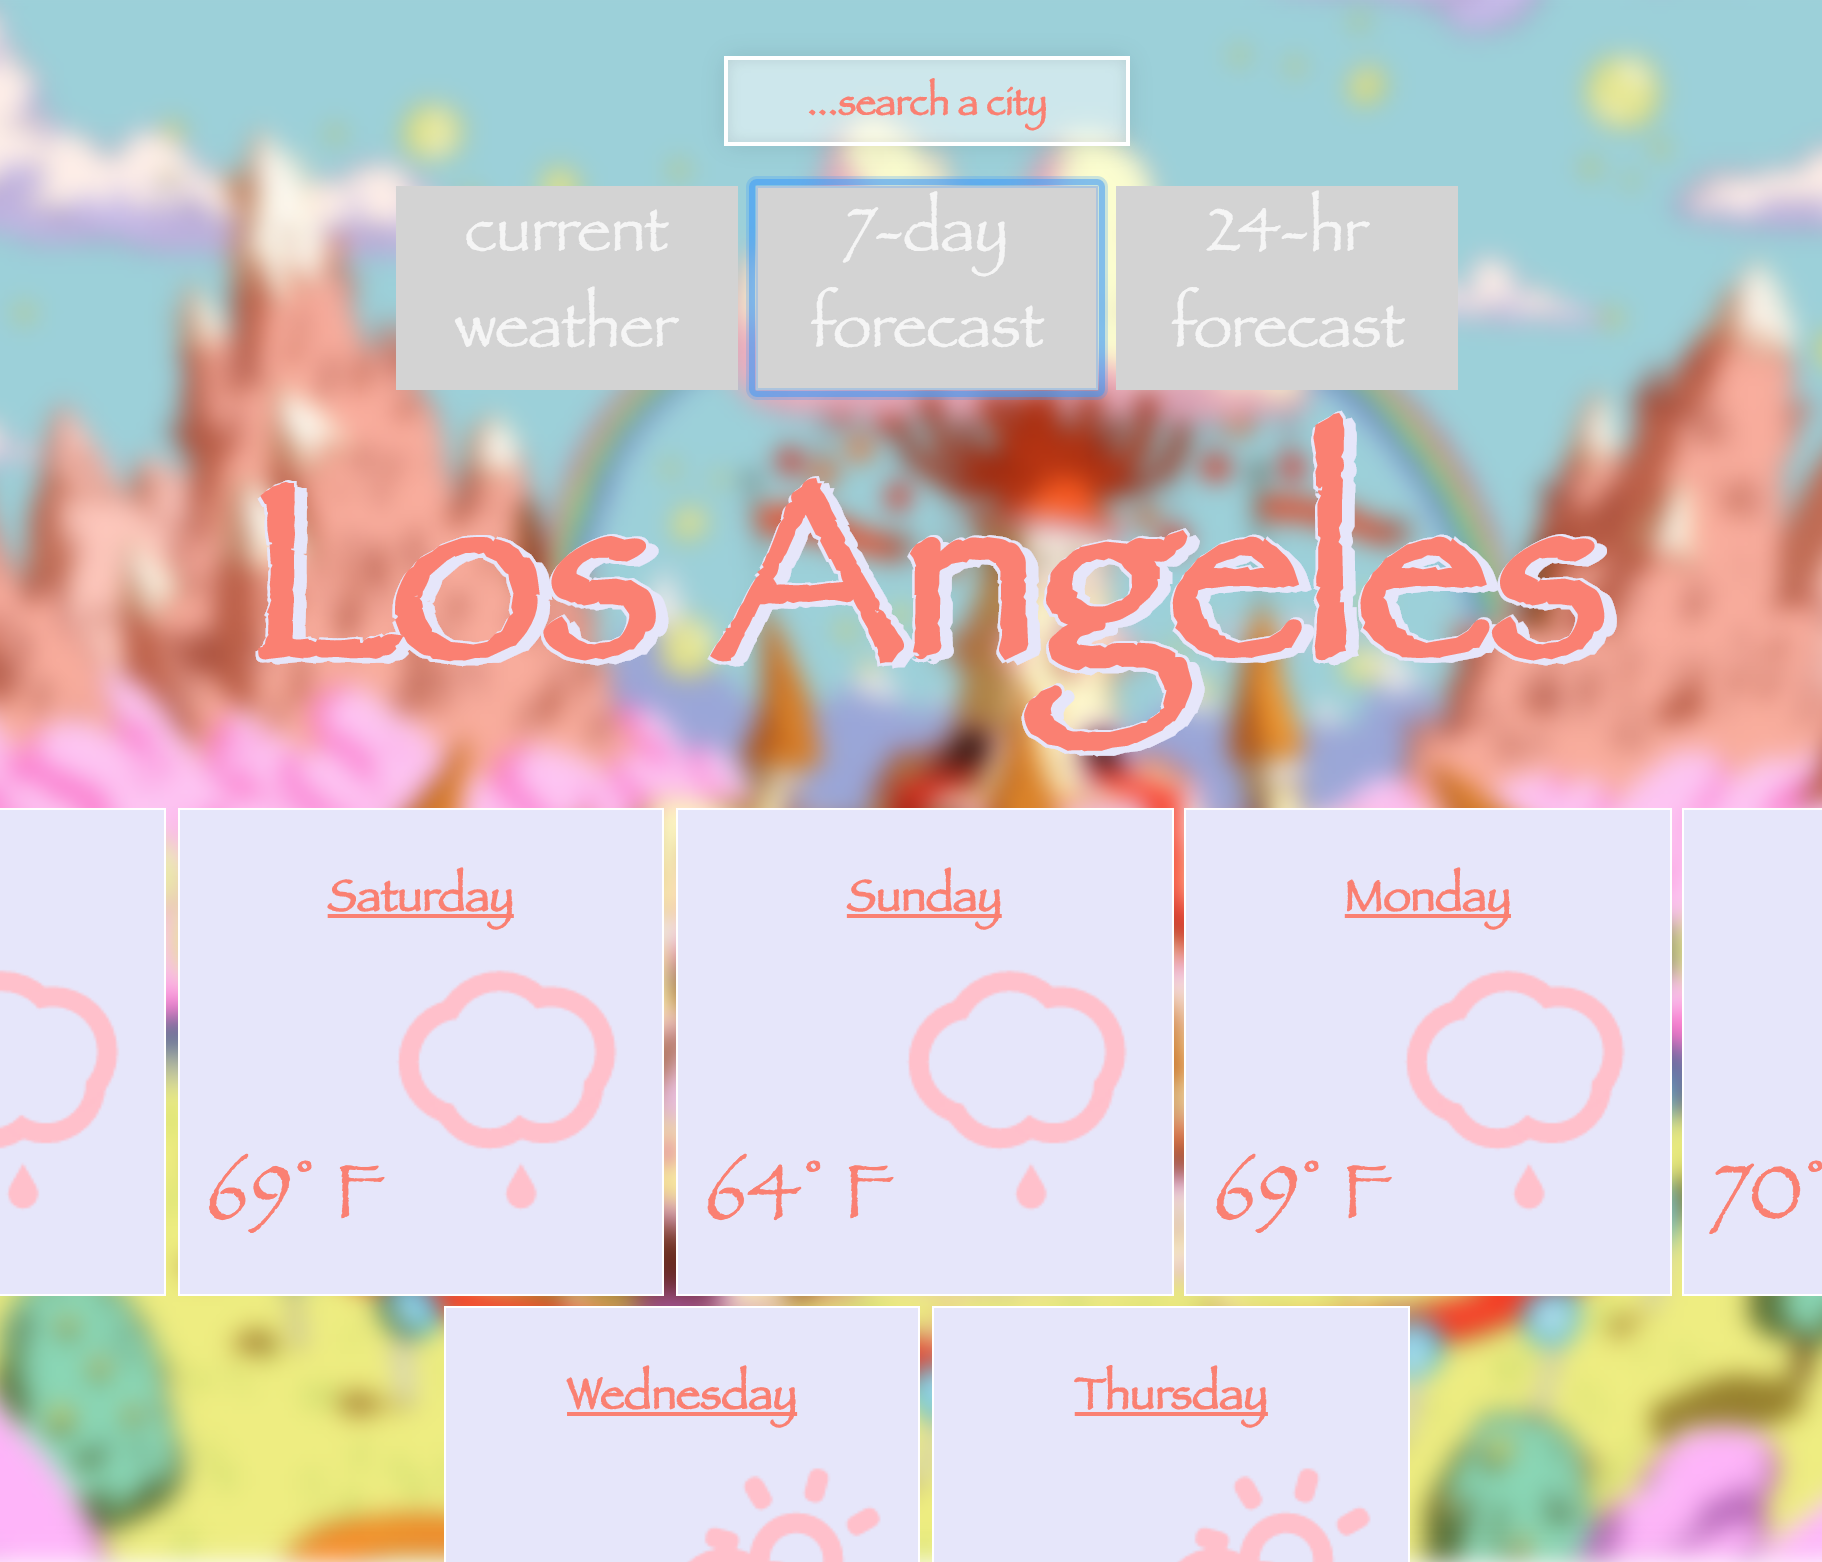 ...search a city
current
weather
7-day
forecast
24-hr
forecast
Los Angeles
Saturday
69° F
Sunday
64° F
Monday
69° F
70°
Wednesday
Thursday